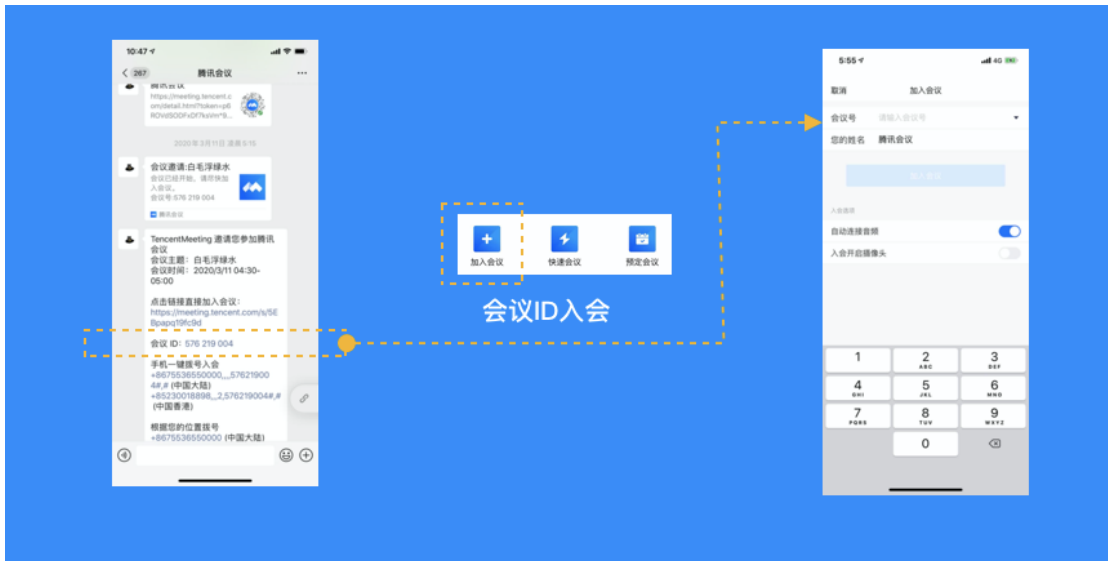 10:47
267
腾讯会议
腾讯会议
https://meeting.tencent.c
om/detail.html?token=p6
2020年3月11日 凌晨5:15
会议邀请:白毛浮绿水
会议已经开始，请尽快加
入会议。
会议号:576 219 004
腾讯会议
TencentMeeting 邀请您参加腾讯
会议
会议主题：白毛浮绿水
会议时间：2020/3/11 04:30-
05:00
点击链接直接加入会议：
https://meeting.tencent.com/s/5E
Bpapq19fc9d
会议 ID：576 219 004
手机一键拨号入会
+8675536550000,,,57621900
4#,# (中国大陆)
+85230018898,,,2,576219004#,#
(中国香港)
根据您的位置拨号
+8675536550000 (中国大陆)
加入会议
快速会议
预定会议
会议ID入会
5:55
4G
取消
加入会议
会议号 请输入会议号
您的姓名 腾讯会议
加入会议
入会选项
自动连接音频
入会开启摄像头
1 2 3
ABC DEF
4 5 6
GHI JKL MNO
7 8 9
PQRS TUV WXYZ
0